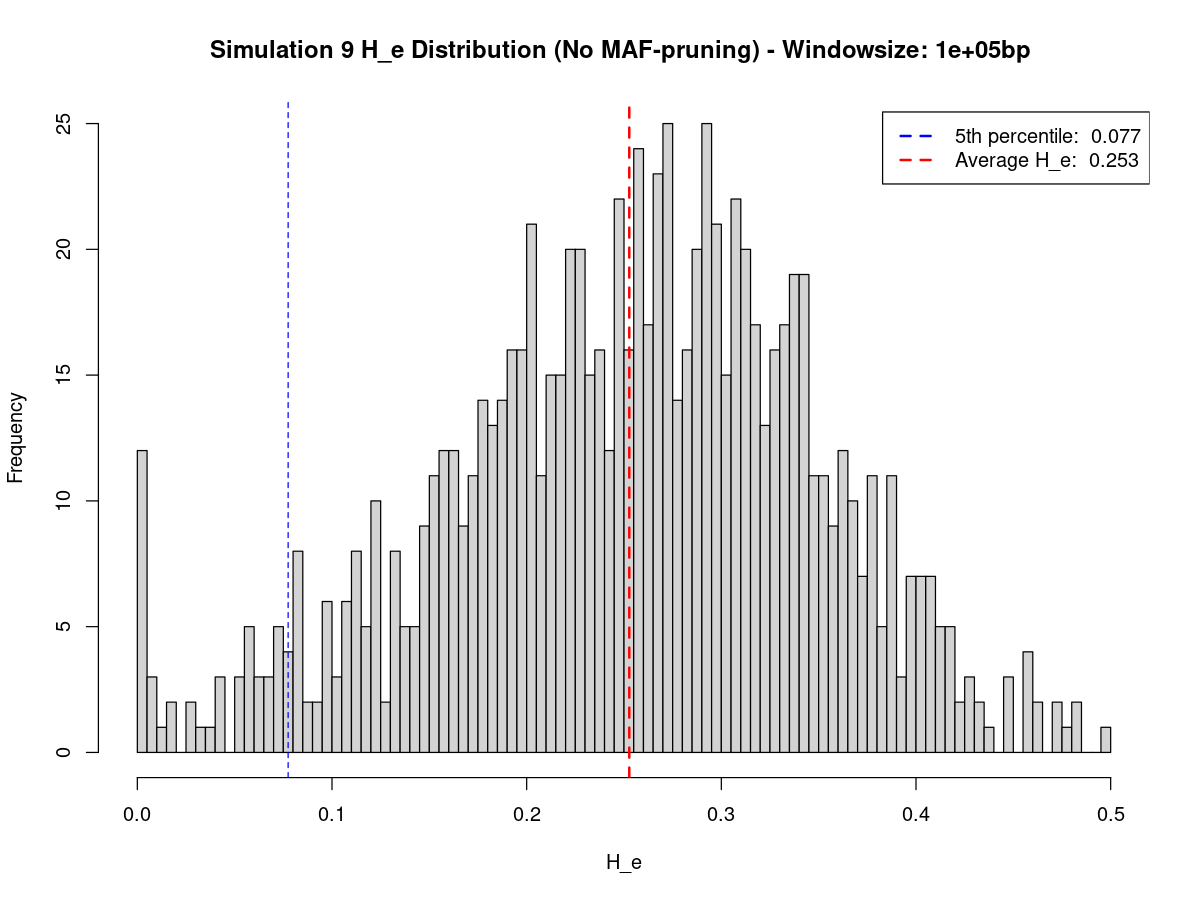 Simulation 9 H_e Distribution (No MAF-pruning) - Windowsize: 1e+05bp
5th percentile:  0.077
Average H_e:  0.253
Frequency
25
20
15
10
5
0
0.0 0.1 0.2 0.3 0.4 0.5
H_e